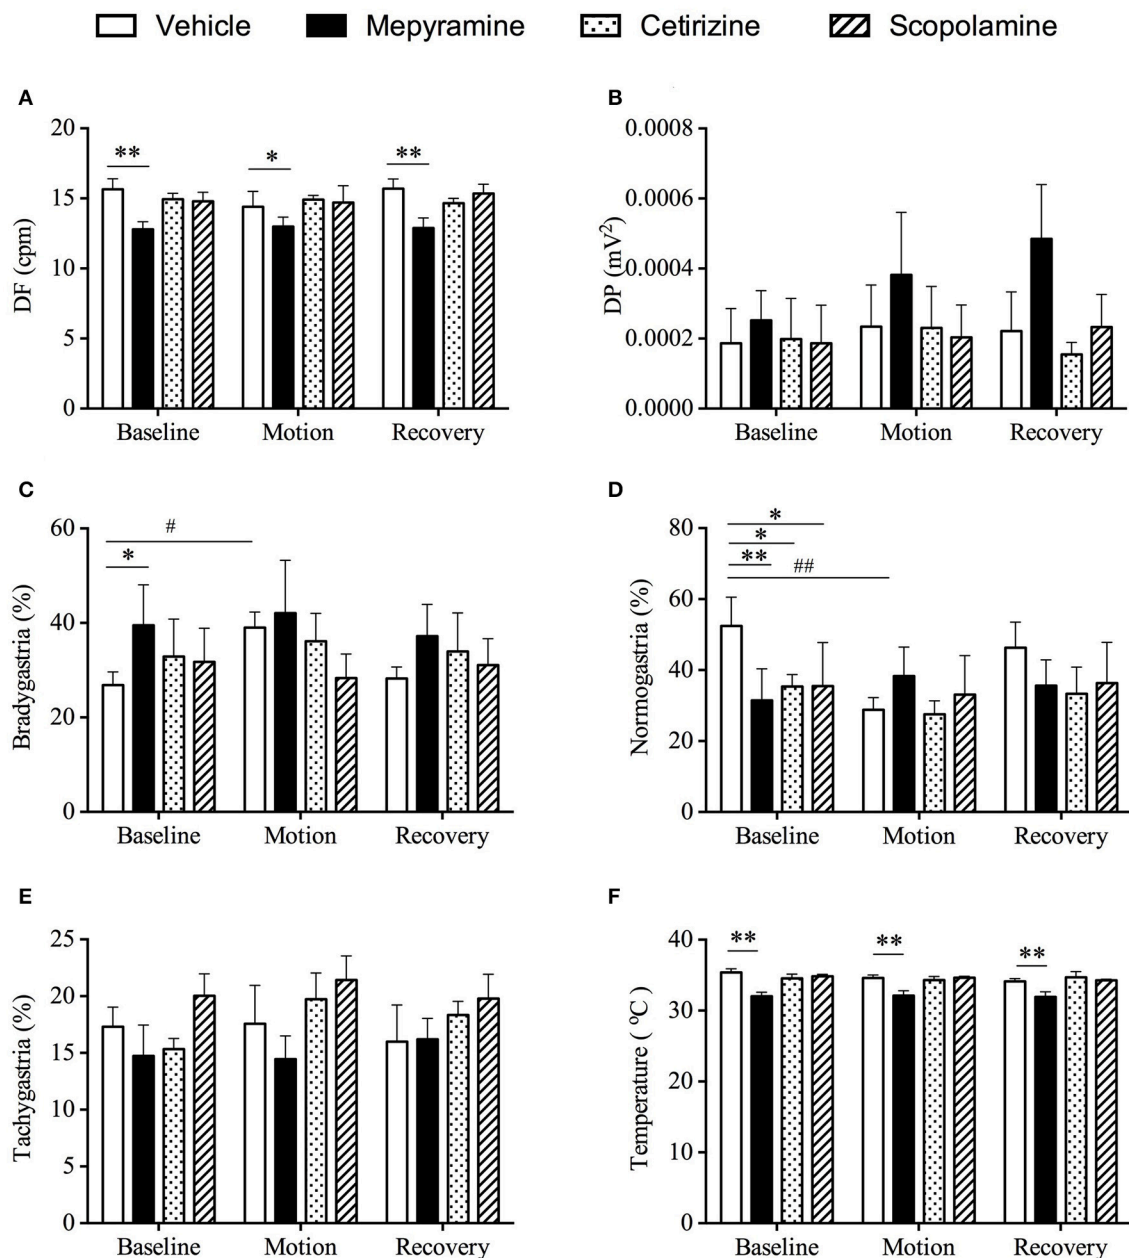 Vehicle Mepyramine Cetirizine Scopolamine
A
20
15
10
5
0
DF (cpm)
** * **
Baseline Motion Recovery
B
0.0008
0.0006
0.0004
0.0002
0.0000
DP (mV²)
Baseline Motion Recovery
C
60
40
20
0
Bradygastria (%)
#
*
Baseline Motion Recovery
D
80
60
40
20
0
Normogastria (%)
*
*
**
##
Baseline Motion Recovery
E
25
20
15
10
5
0
Tachygastria (%)
Baseline Motion Recovery
F
40
30
20
10
0
Temperature ( ºC)
** ** **
Baseline Motion Recovery